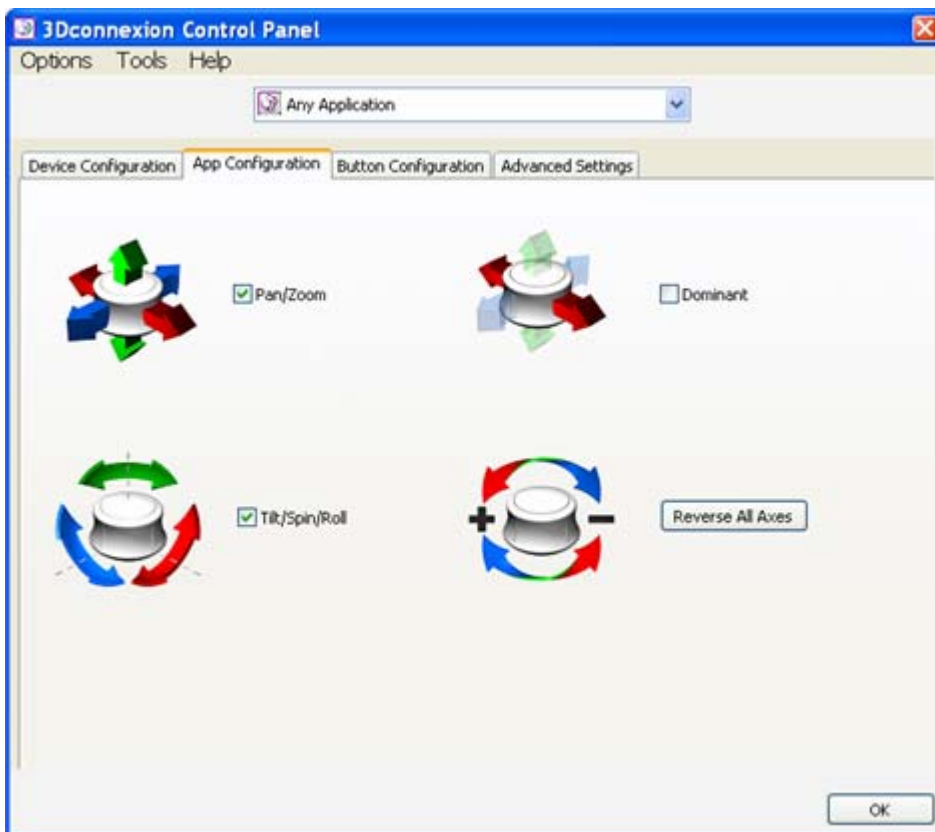 3Dconnexion Control Panel
Options Tools Help
Any Application
Device Configuration App Configuration Button Configuration Advanced Settings
Pan/Zoom Dominant
Tilt/Spin/Roll + - Reverse All Axes
OK